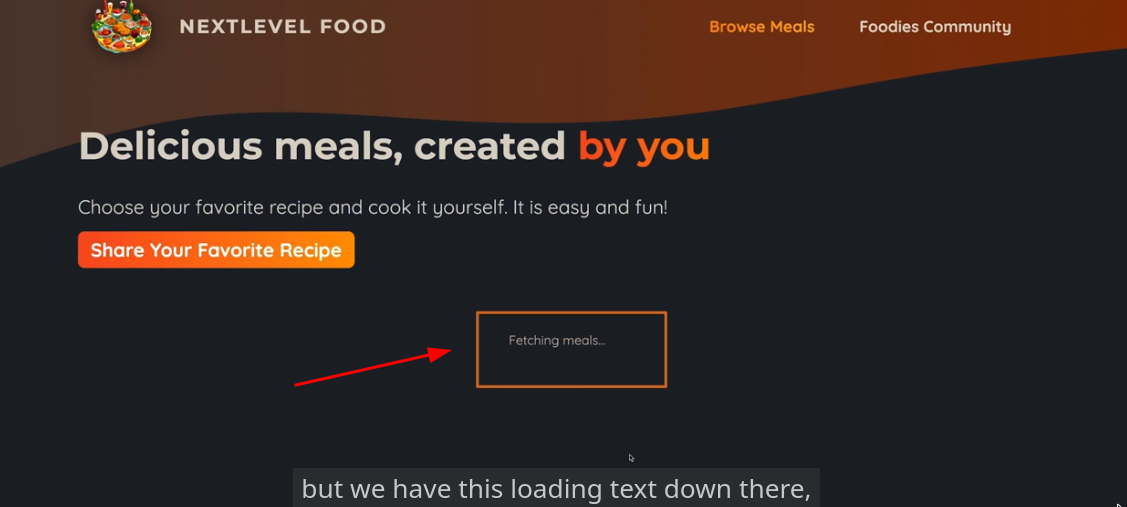 NEXTLEVEL FOOD
Browse Meals
Foodies Community
Delicious meals, created by you
Choose your favorite recipe and cook it yourself. It is easy and fun!
Share Your Favorite Recipe
Fetching meals...
but we have this loading text down there,